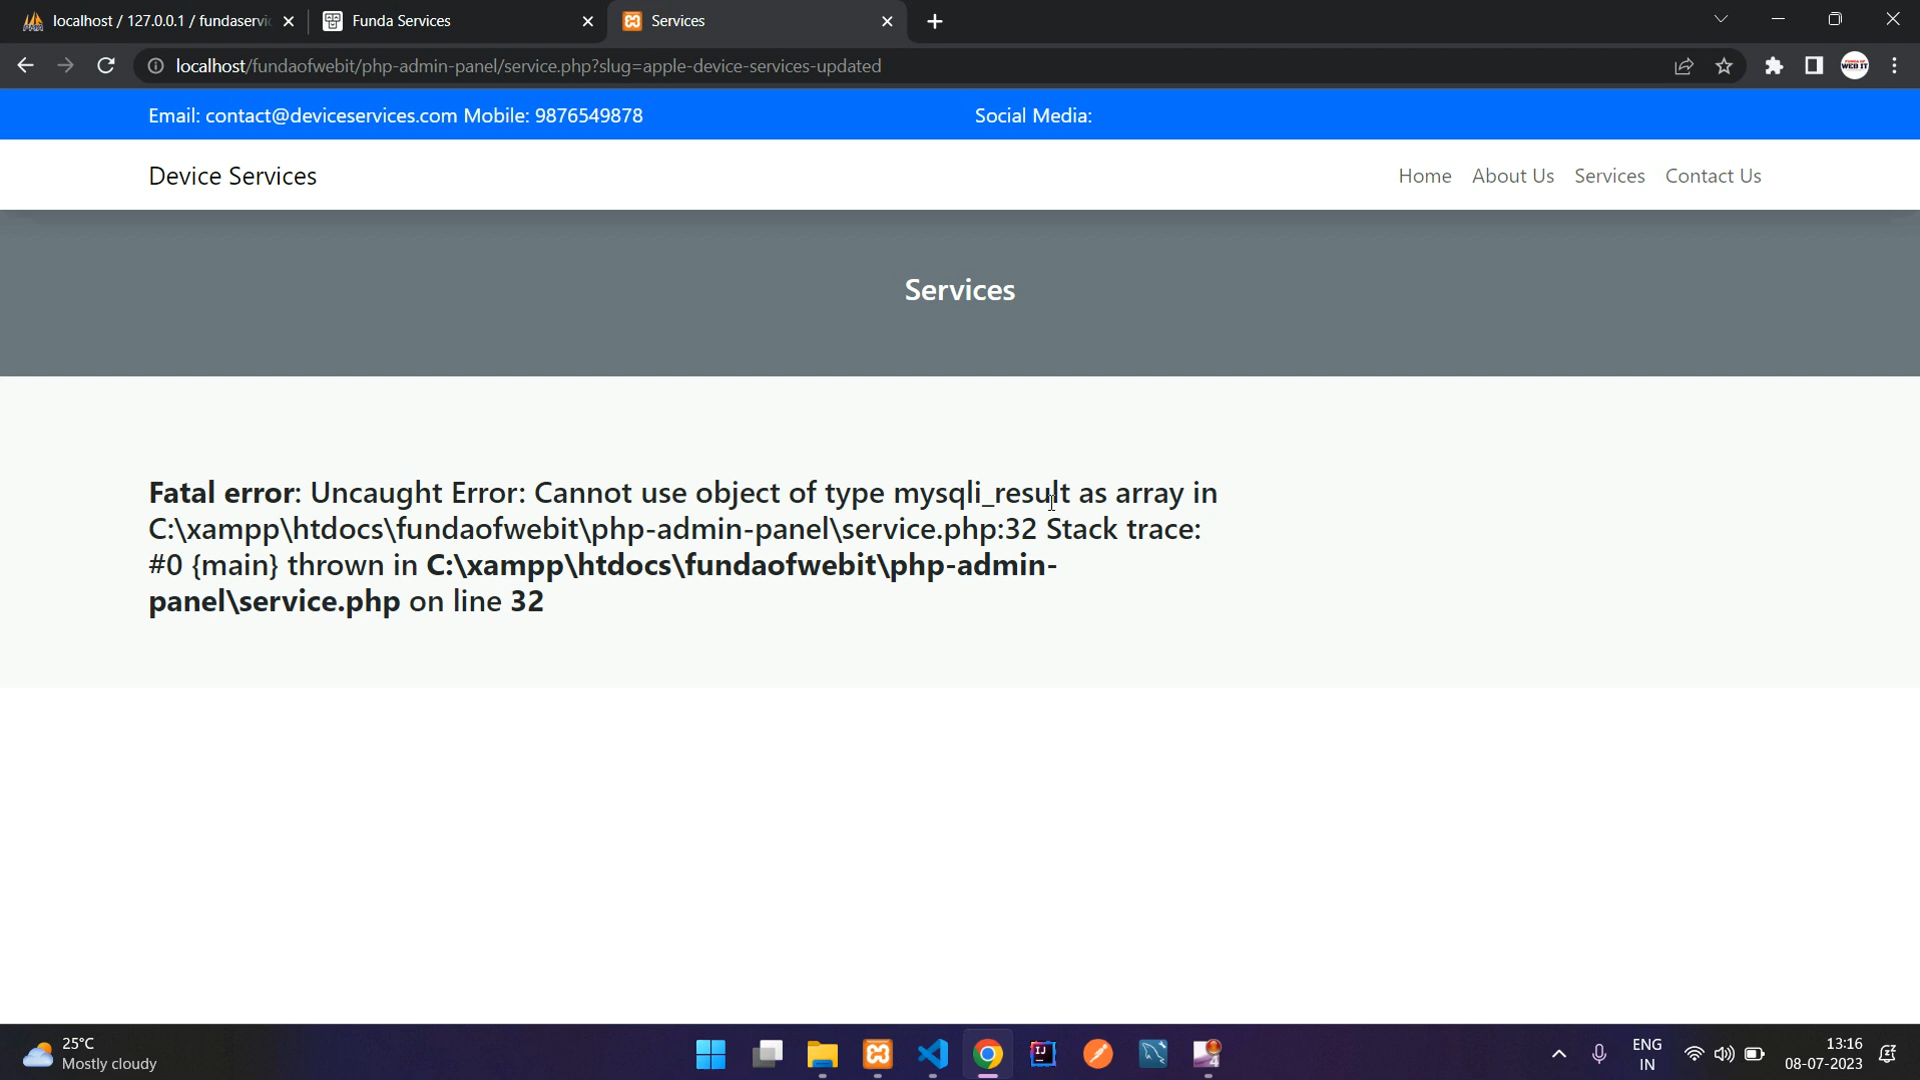 localhost / 127.0.0.1 / fundaservi
Funda Services
Services
localhost/fundaofwebit/php-admin-panel/service.php?slug=apple-device-services-updated
Email: contact@deviceservices.com Mobile: 9876549878
Social Media:
Device Services
Home About Us Services Contact Us
Services
Fatal error: Uncaught Error: Cannot use object of type mysqli_result as array in
C:\xampp\htdocs\fundaofwebit\php-admin-panel\service.php:32 Stack trace:
#0 {main} thrown in C:\xampp\htdocs\fundaofwebit\php-admin-
panel\service.php on line 32
25°C
Mostly cloudy
ENG
IN
13:16
08-07-2023